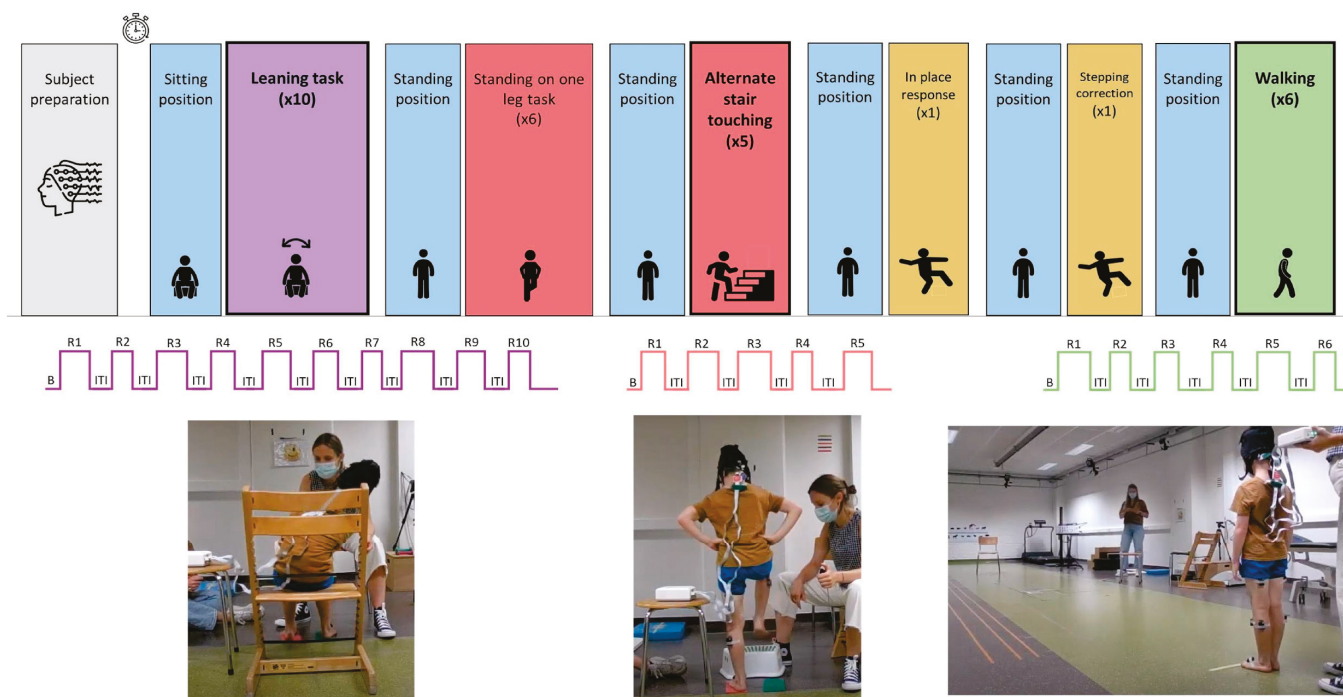 Subject
preparation
Sitting
position
Leaning task
(x10)
Standing
position
Standing on one
leg task
(x6)
Standing
position
Alternate
stair
touching
(x5)
Standing
position
In place
response
(x1)
Standing
position
Stepping
correction
(x1)
Standing
position
Walking
(x6)
R1 R2 R3 R4 R5 R6 R7 R8 R9 R10
B ITI ITI ITI ITI ITI ITI ITI ITI ITI
R1 R2 R3 R4 R5
B ITI ITI ITI ITI
R1 R2 R3 R4 R5 R6
B ITI ITI ITI ITI ITI